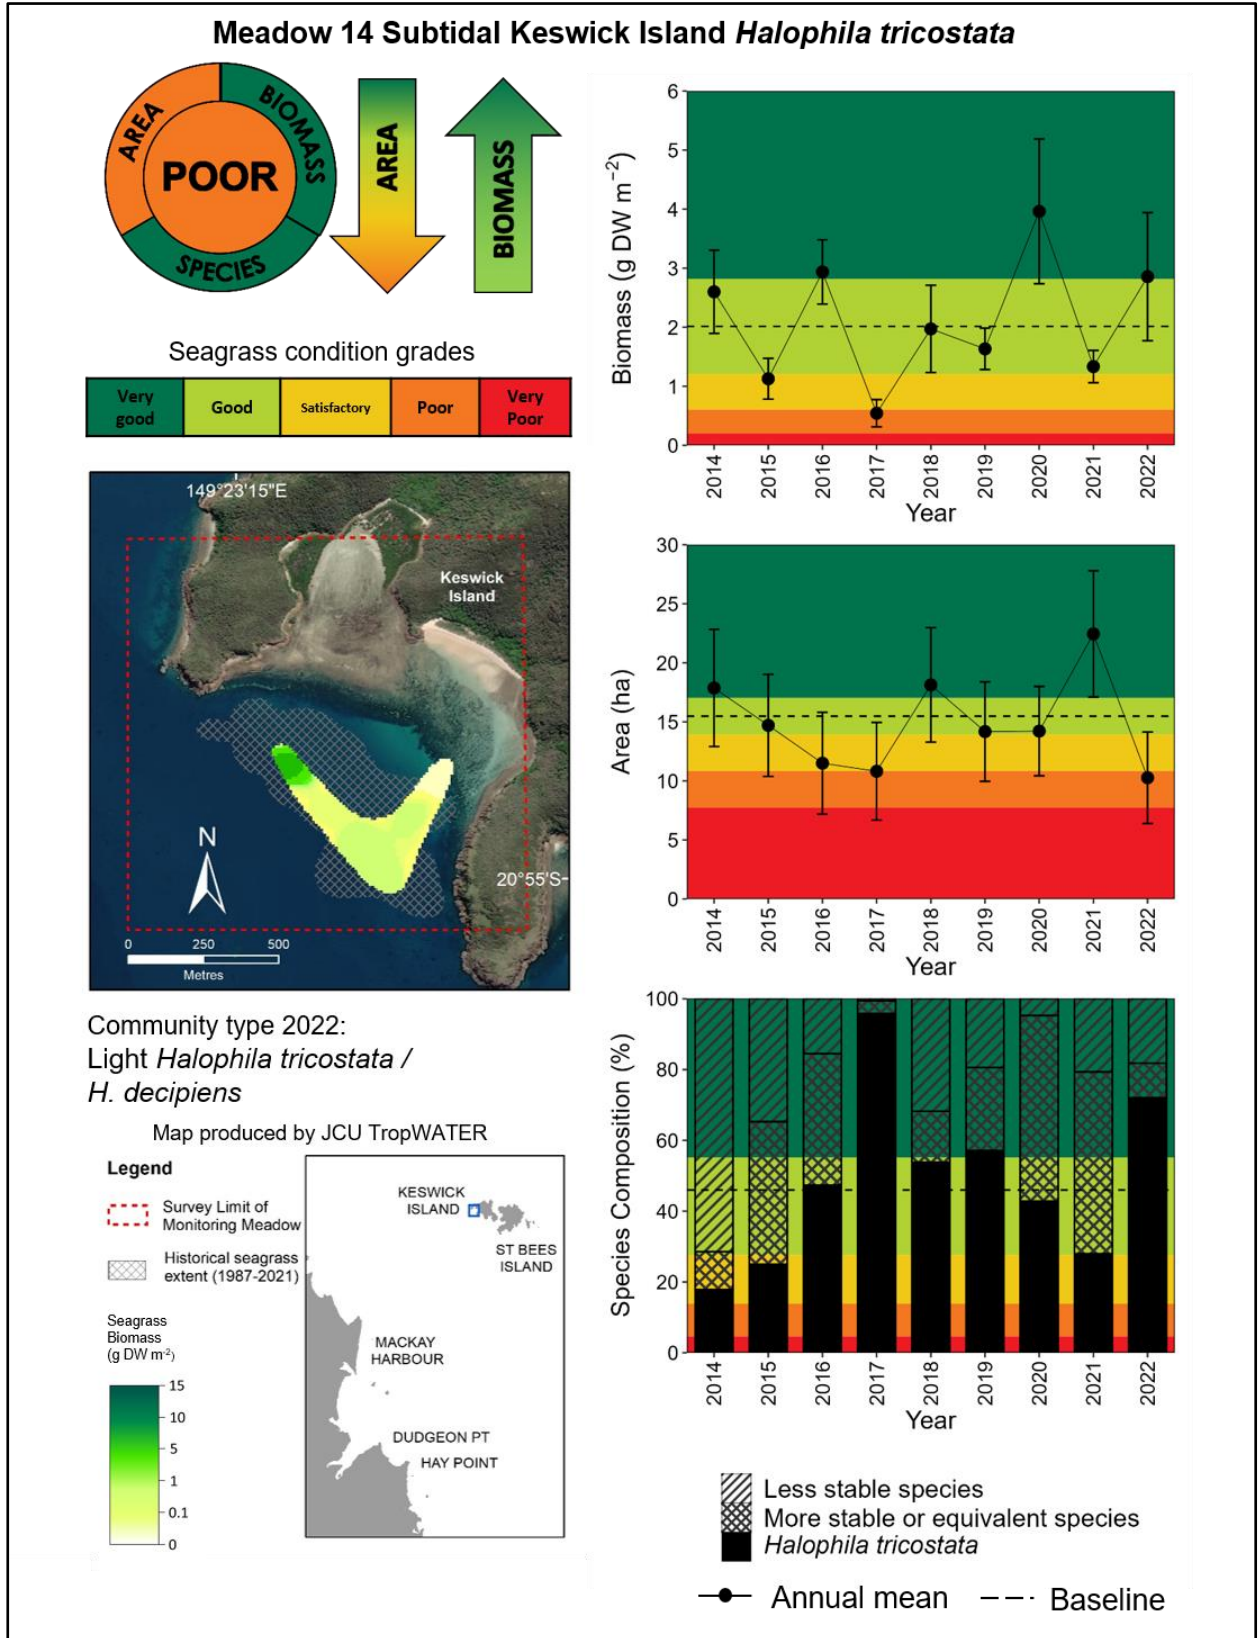 Meadow 14 Subtidal Keswick Island Halophila tricostata
AREA
BIOMASS
POOR
SPECIES
AREA
BIOMASS
Seagrass condition grades
Very good
Good
Satisfactory
Poor
Very Poor
149°23'15"E
Keswick
Island
N
20°55'S
0 250 500
Metres
Community type 2022:
Light Halophila tricostata /
H. decipiens
Map produced by JCU TropWATER
Legend
Survey Limit of
Monitoring Meadow
Historical seagrass
extent (1987-2021)
Seagrass
Biomass
(g DW m-2)
15
10
5
1
0.1
0
KESWICK
ISLAND
ST BEES
ISLAND
MACKAY
HARBOUR
DUDGEON PT
HAY POINT
Biomass (g DW m−2)
6
5
4
3
2
1
0
2014 2015 2016 2017 2018 2019 2020 2021 2022
Year
Area (ha)
30
25
20
15
10
5
0
2014 2015 2016 2017 2018 2019 2020 2021 2022
Year
Species Composition (%)
100
80
60
40
20
0
2014 2015 2016 2017 2018 2019 2020 2021 2022
Year
Less stable species
More stable or equivalent species
Halophila tricostata
Annual mean
Baseline